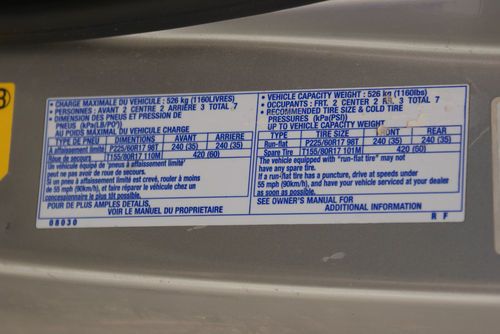 • CHARGE MAXIMALE DU VÉHICULE : 526 kg (1160LIVRES)
• PERSONNES : AVANT 2 CENTRE 2 ARRIÈRE 3 TOTAL 7
• DIMENSION DES PNEUS ET PRESSION DE
PNEUS (kPa(LB/PO²))
AU POIDS MAXIMAL DU VEHICULE CHARGE
TYPE DIM DU PNEU AVANT ARRIERE
A affaissement limité P225/60R17 98T 240 (35) 240 (35)
Roue de secours T155/80R17 110M 420 (60)
Un véhicule équipé de "pneus à affaissement limité"
peut ne pas avoir de roue de secours.
Si un pneu à affaissement limité est crevé, rouler à moins
de 55 mph (90km/h), et faire réparer le véhicule chez un
concessionnaire le plus tôt possible.
POUR DE PLUS AMPLES DETALIS,
VOIR LE MANUEL DU PROPRIETAIRE
08030
• VEHICLE CAPACITY WEIGHT : 526 kg (1160lbs)
• OCCUPANTS : FRT. 2 CENTER 2 RR. 3 TOTAL 7
• RECOMMENDED TIRE SIZE & COLD TIRE
PRESSURES (kPa(PSI))
UP TO VEHICLE CAPACITY WEIGHT
TYPE TIRE SIZE FRONT REAR
Run-flat P225/60R17 98T 240 (35) 240 (35)
Spare Tire T155/80R17 110M 420 (60)
The vehicle equipped with "run-flat tire" may not
have any spare tire.
If a run-flat tire has a puncture, drive at speeds under
55 mph (90km/h), and have your vehicle serviced at your dealer
as soon as possible.
SEE OWNER'S MANUAL FOR
ADDITIONAL INFORMATION
R F